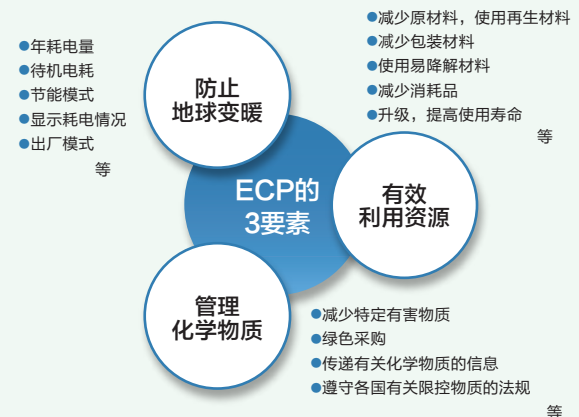 ●年耗电量
●待机电耗
●节能模式
●显示耗电情况
●出厂模式
等
防止
地球变暖
●减少原材料，使用再生材料
●减少包装材料
●使用易降解材料
●减少消耗品
●升级，提高使用寿命
等
ECP的
3要素
有效
利用资源
管理
化学物质
●减少特定有害物质
●绿色采购
●传递有关化学物质的信息
●遵守各国有关限控物质的法规
等